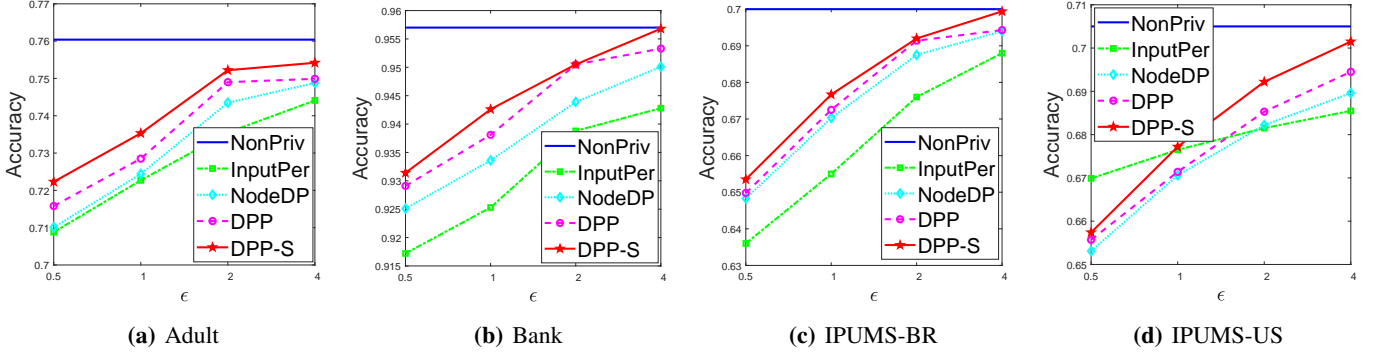 0.77
0.76
0.75
0.74
0.73
0.72
0.71
0.7
Accuracy
0.5 1 2 4
ϵ
NonPriv
InputPer
NodeDP
DPP
DPP-S
(a) Adult
0.96
0.955
0.95
0.945
0.94
0.935
0.93
0.925
0.92
0.915
Accuracy
0.5 1 2 4
ϵ
NonPriv
InputPer
NodeDP
DPP
DPP-S
(b) Bank
0.7
0.69
0.68
0.67
0.66
0.65
0.64
0.63
Accuracy
0.5 1 2 4
ϵ
NonPriv
InputPer
NodeDP
DPP
DPP-S
(c) IPUMS-BR
0.71
0.7
0.69
0.68
0.67
0.66
0.65
Accuracy
0.5 1 2 4
ϵ
NonPriv
InputPer
NodeDP
DPP
DPP-S
(d) IPUMS-US